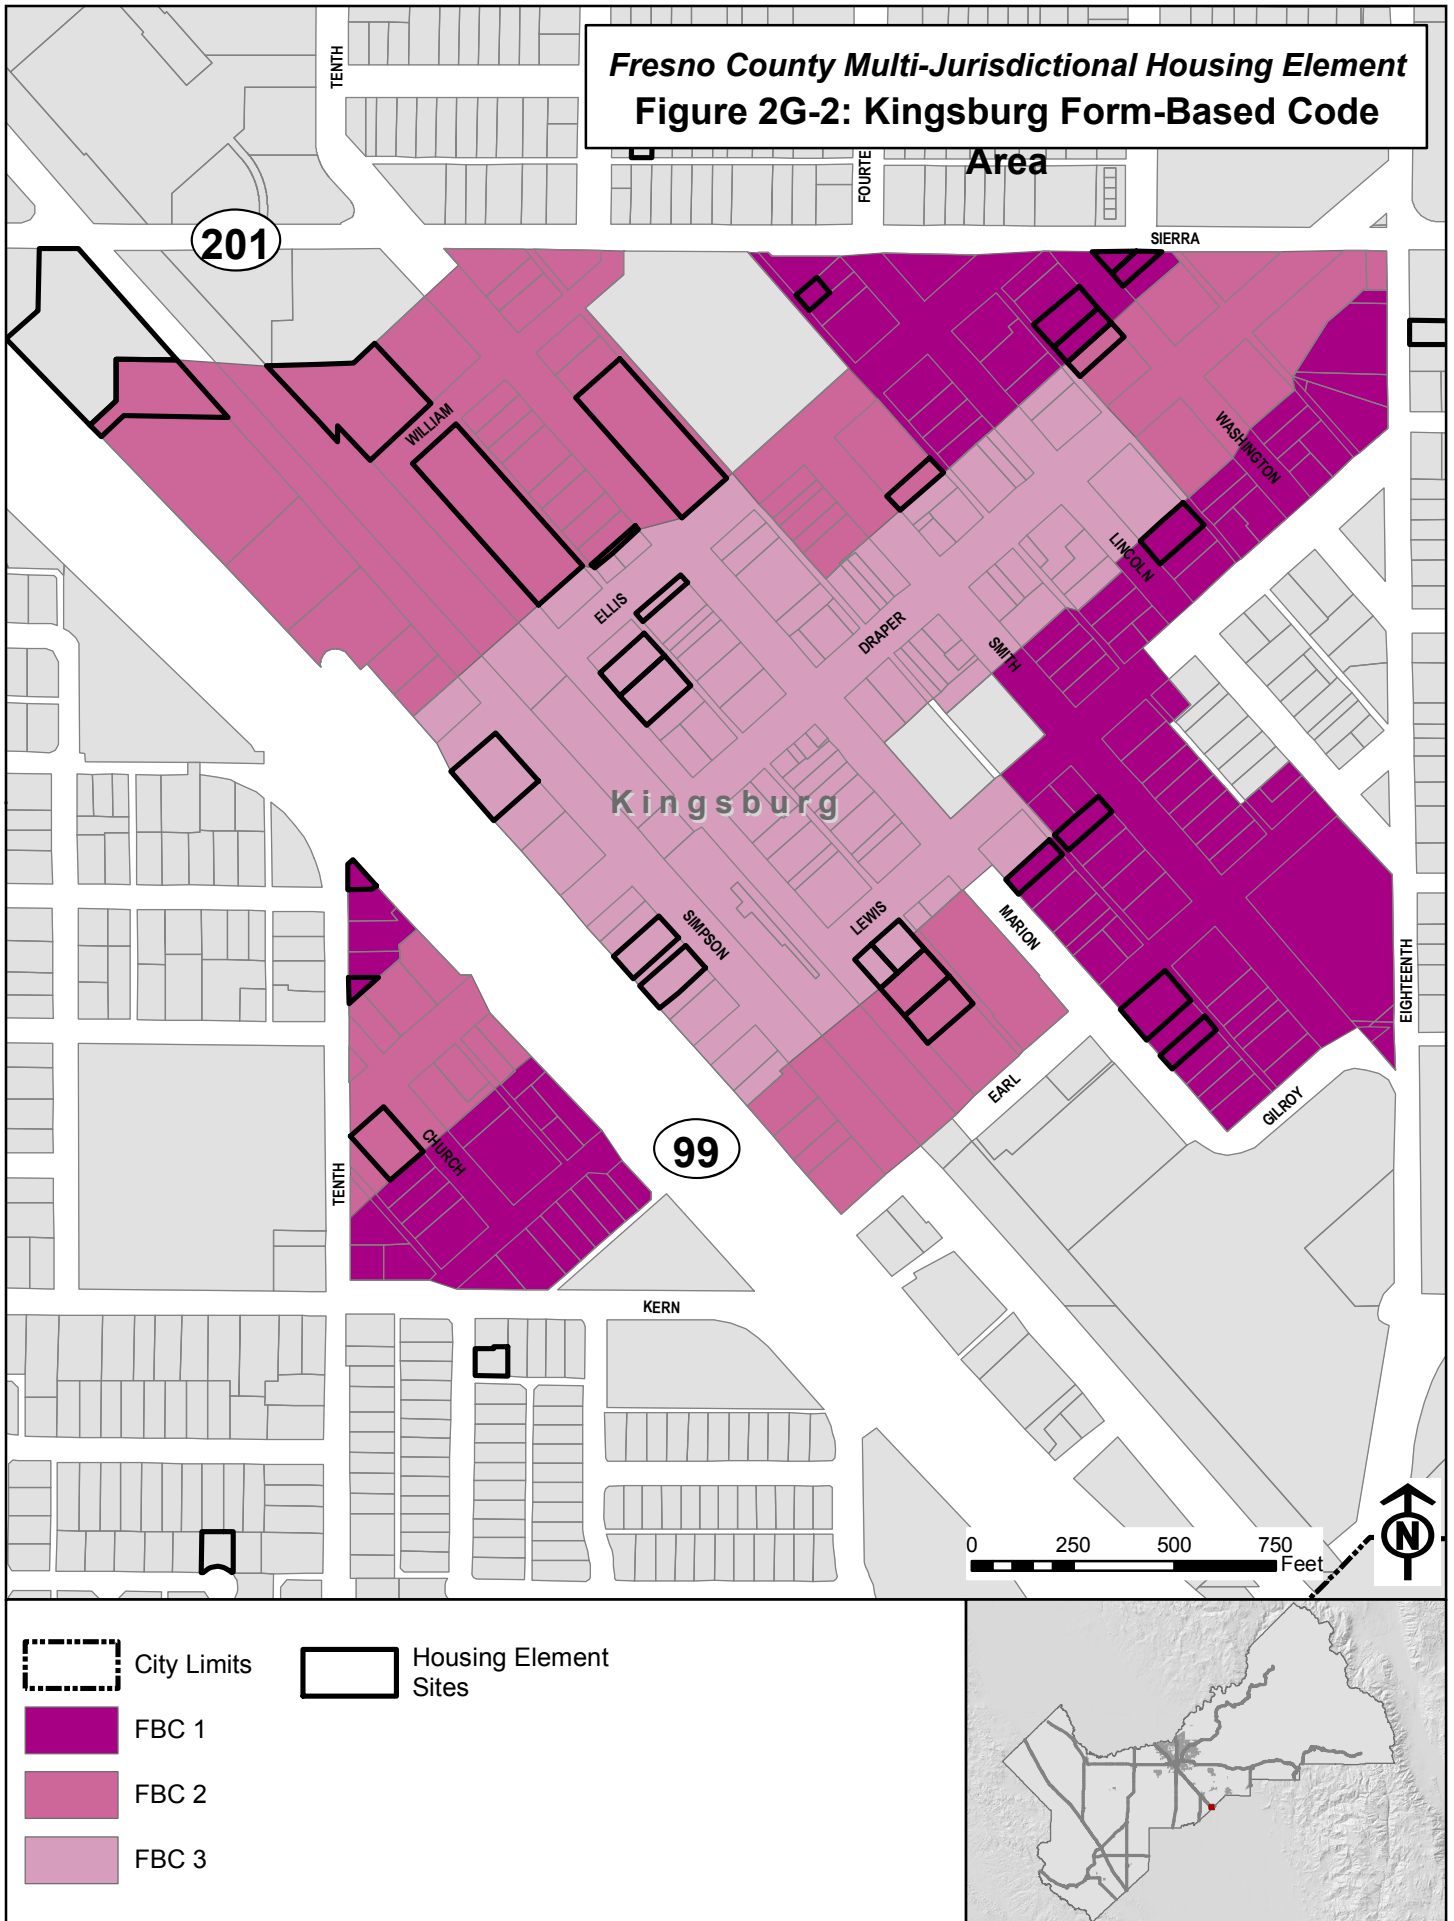 Fresno County Multi-Jurisdictional Housing Element
Figure 2G-2: Kingsburg Form-Based Code
Area
TENTH
FOURTE
201
SIERRA
WILLIAM
WASHINGTON
LINCOLN
ELLIS
DRAPER
SMITH
Kingsburg
LEWIS
SIMPSON
MARION
EIGHTEENTH
EARL
GILROY
CHURCH
99
TENTH
KERN
0 250 500 750
Feet
N
City Limits
Housing Element
Sites
FBC 1
FBC 2
FBC 3